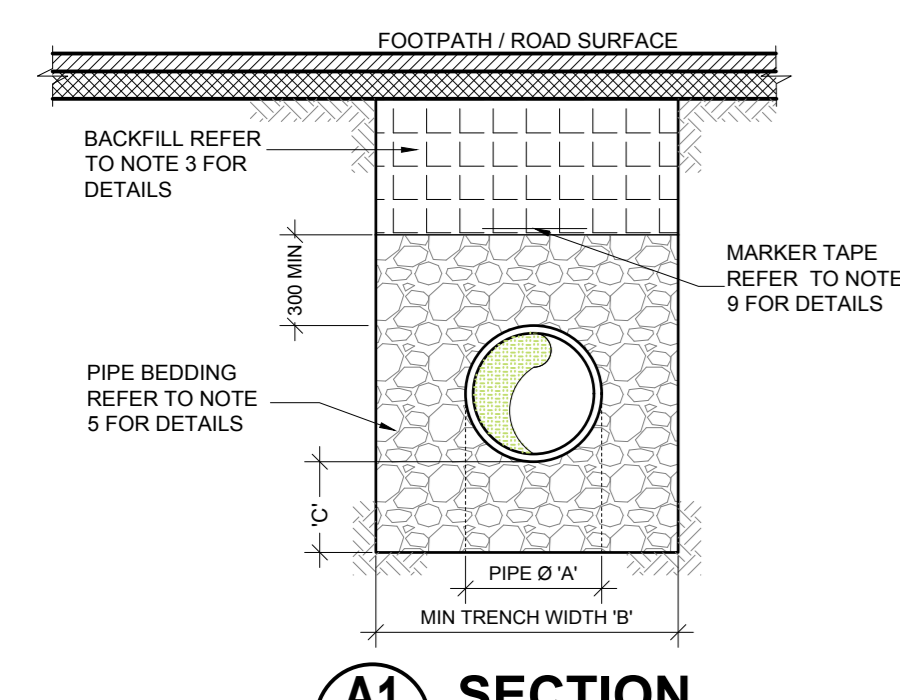 FOOTPATH / ROAD SURFACE
BACKFILL REFER
TO NOTE 3 FOR
DETAILS
300 MIN
MARKER TAPE
REFER TO NOTE
9 FOR DETAILS
PIPE BEDDING
REFER TO NOTE
5 FOR DETAILS
'C'
PIPE Ø 'A'
MIN TRENCH WIDTH 'B'
A1 SECTION